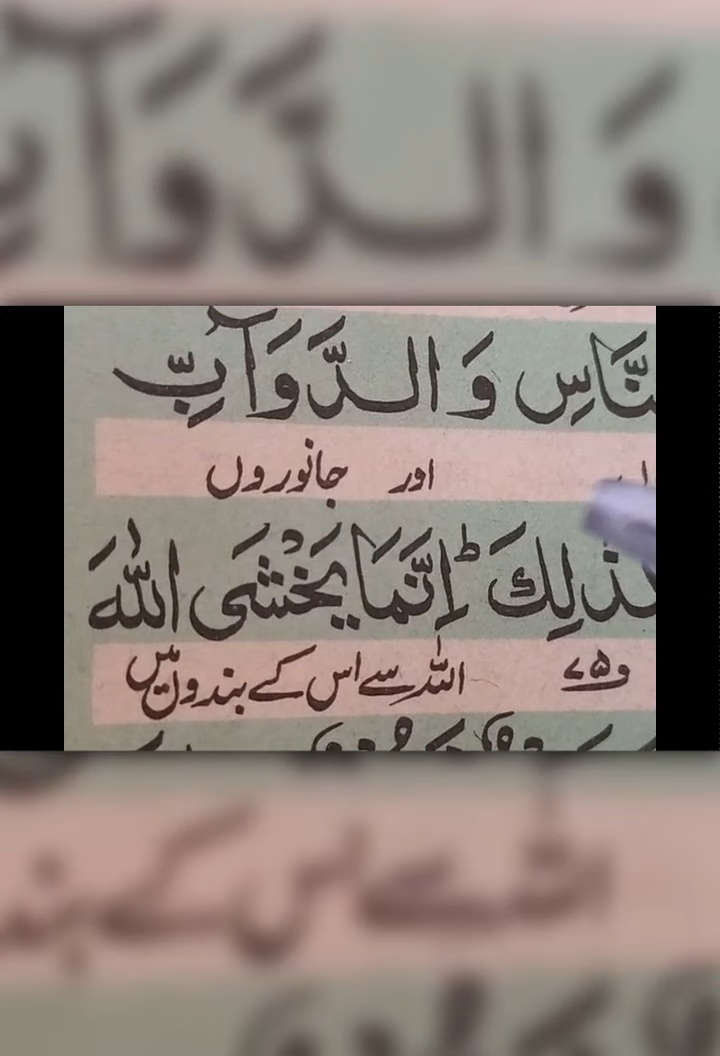 النَّاسِ وَالدَّوَآبِّ
اور جانوروں
كَذٰلِكَ ؕ اِنَّمَا يَخْشَى اللّٰهَ
اللہ سے اس کے بندوں میں